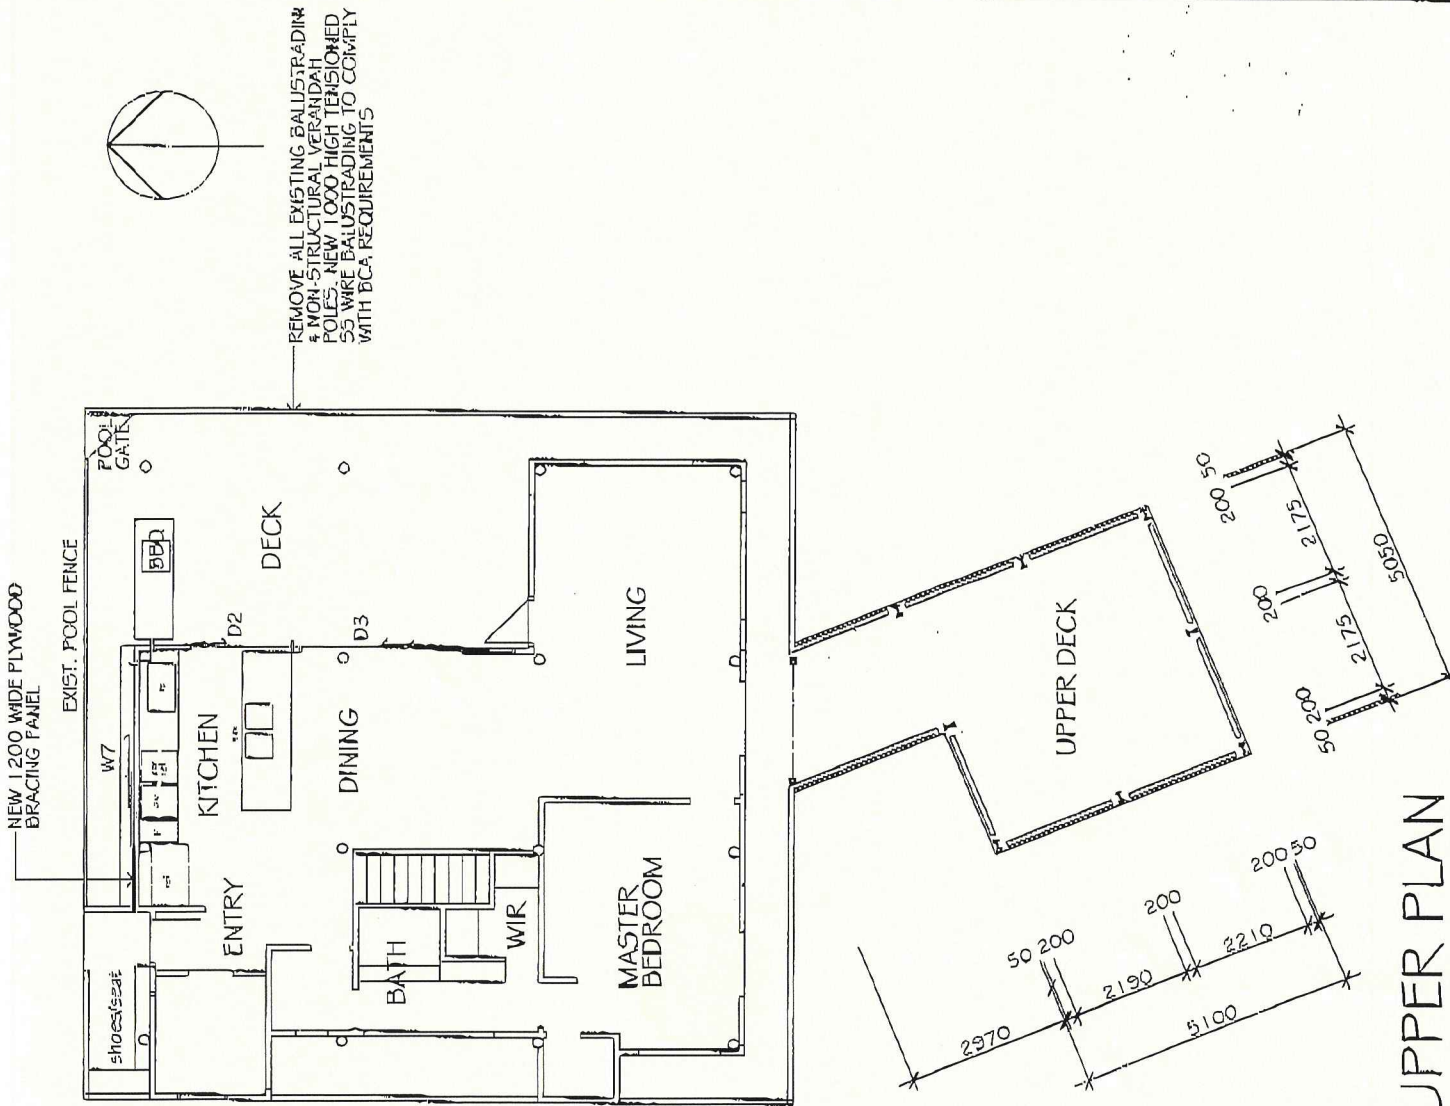 NEW 1200 WIDE PLYWOOD
BRACING PANEL
EXIST. POOL FENCE
REMOVE ALL EXISTING BALUSTRADING
& NON-STRUCTURAL VERANDAH
POLES. NEW 1000 HIGH TENSIONED
SS WIRE BALUSTRADING TO COMPLY
WITH BCA REQUIREMENTS
POOL
GATE
BBQ
DECK
W7
D2
D3
KITCHEN
DINING
LIVING
ENTRY
shoes/seat
BATH
WIR
MASTER
BEDROOM
UPPER DECK
200 50
2175
200
2175
50 200
5050
2970
50 200
2190
200
2210
200 50
5100
UPPER PLAN